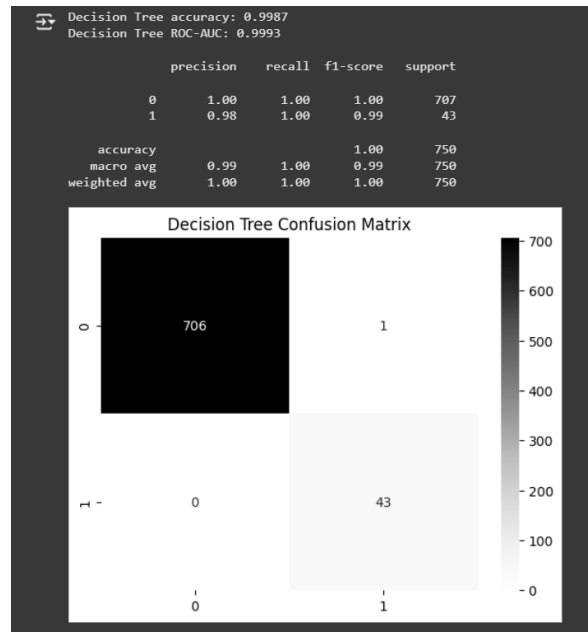 Decision Tree accuracy: 0.9987
Decision Tree ROC-AUC: 0.9993
precision recall f1-score support
0 1.00 1.00 1.00 707
1 0.98 1.00 0.99 43
accuracy 1.00 750
macro avg 0.99 1.00 0.99 750
weighted avg 1.00 1.00 1.00 750
Decision Tree Confusion Matrix
700
600
0 706 1
500
400
300
200
1 0 43
100
0
0 1